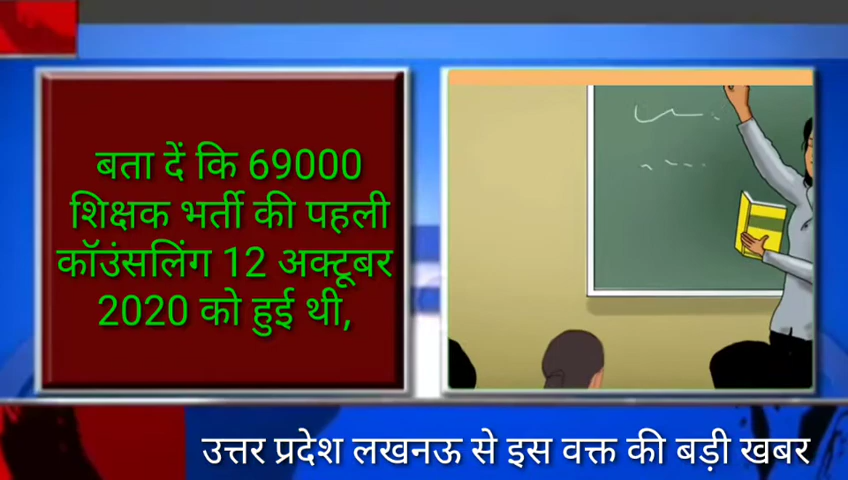 बता दें कि 69000
शिक्षक भर्ती की पहली
कॉउंसलिंग 12 अक्टूबर
2020 को हुई थी,
उत्तर प्रदेश लखनऊ से इस वक्त की बड़ी खबर